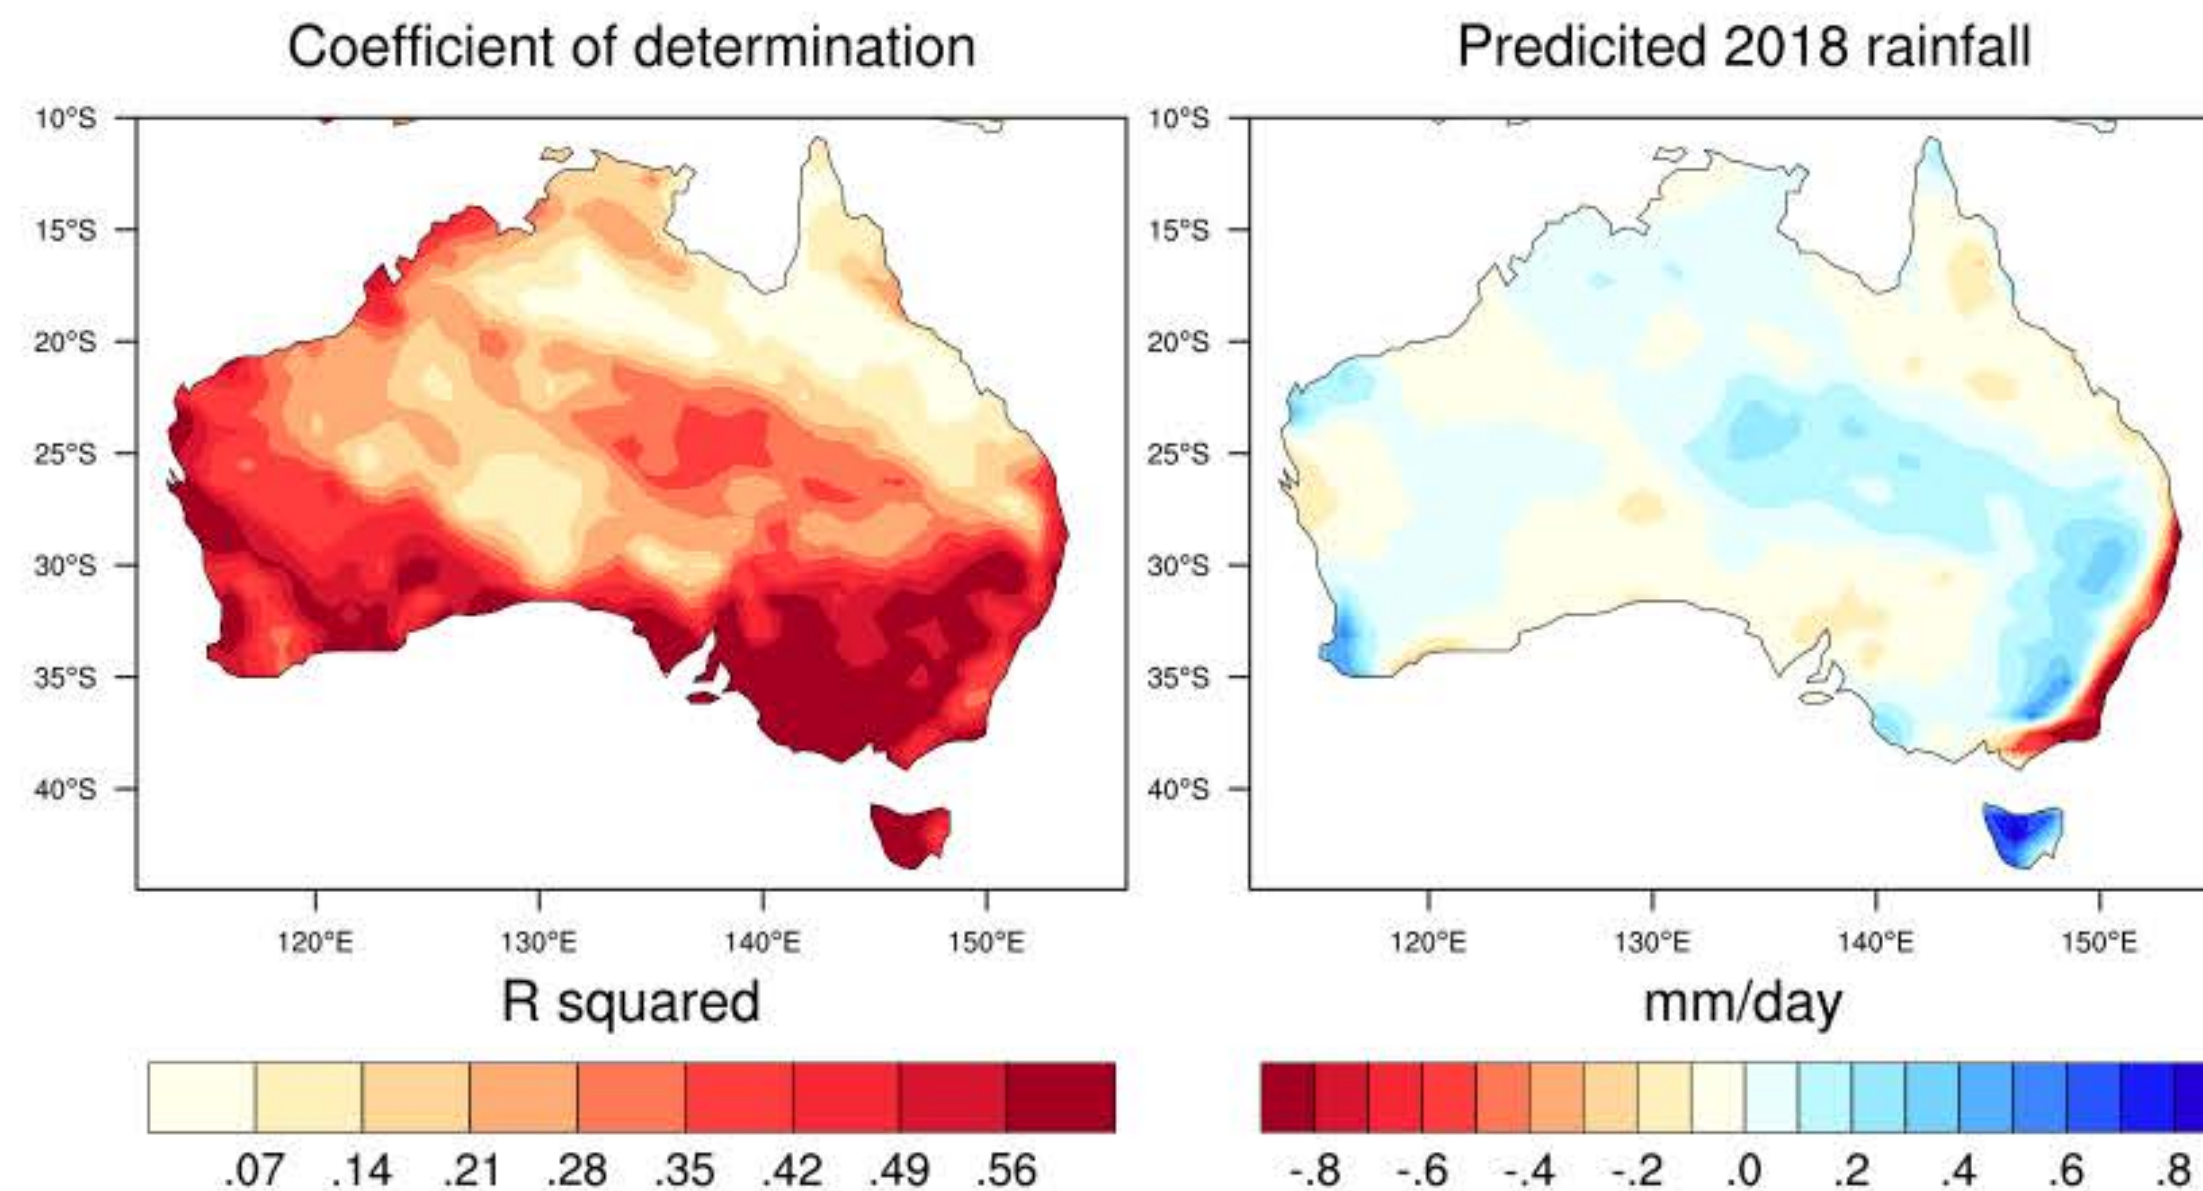 Coefficient of determination
10°S
15°S
20°S
25°S
30°S
35°S
40°S
120°E 130°E 140°E 150°E
R squared
.07 .14 .21 .28 .35 .42 .49 .56
Predicited 2018 rainfall
10°S
15°S
20°S
25°S
30°S
35°S
40°S
120°E 130°E 140°E 150°E
mm/day
-.8 -.6 -.4 -.2 .0 .2 .4 .6 .8